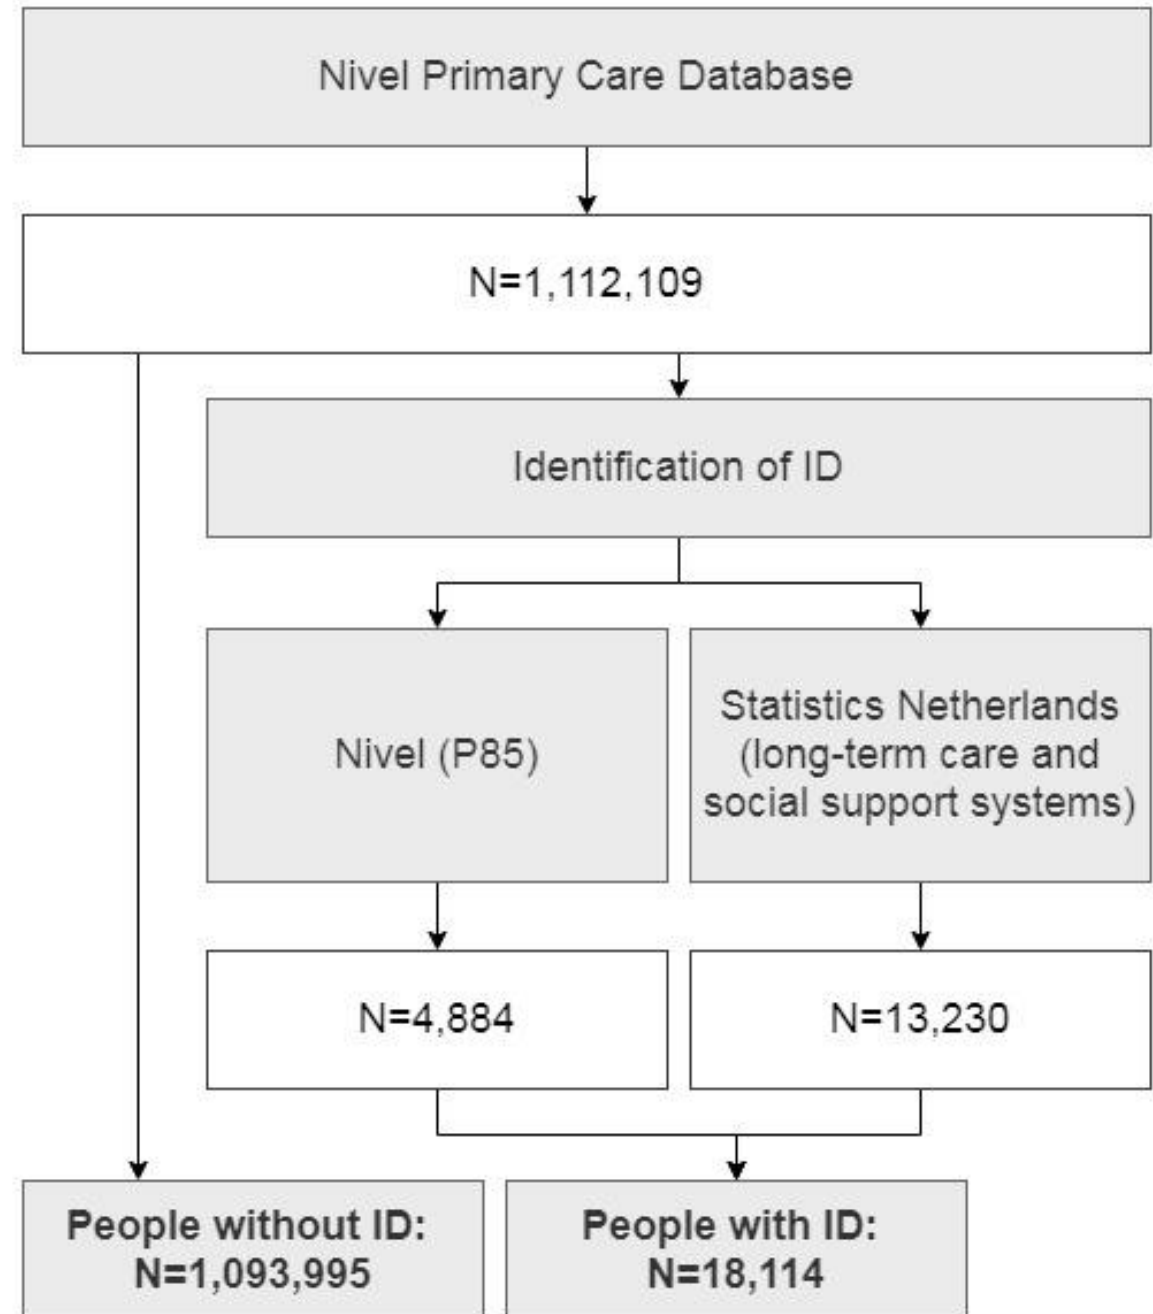 Nivel Primary Care Database
N=1,112,109
Identification of ID
Nivel (P85)
Statistics Netherlands
(long-term care and
social support systems)
N=4,884
N=13,230
People without ID:
N=1,093,995
People with ID:
N=18,114